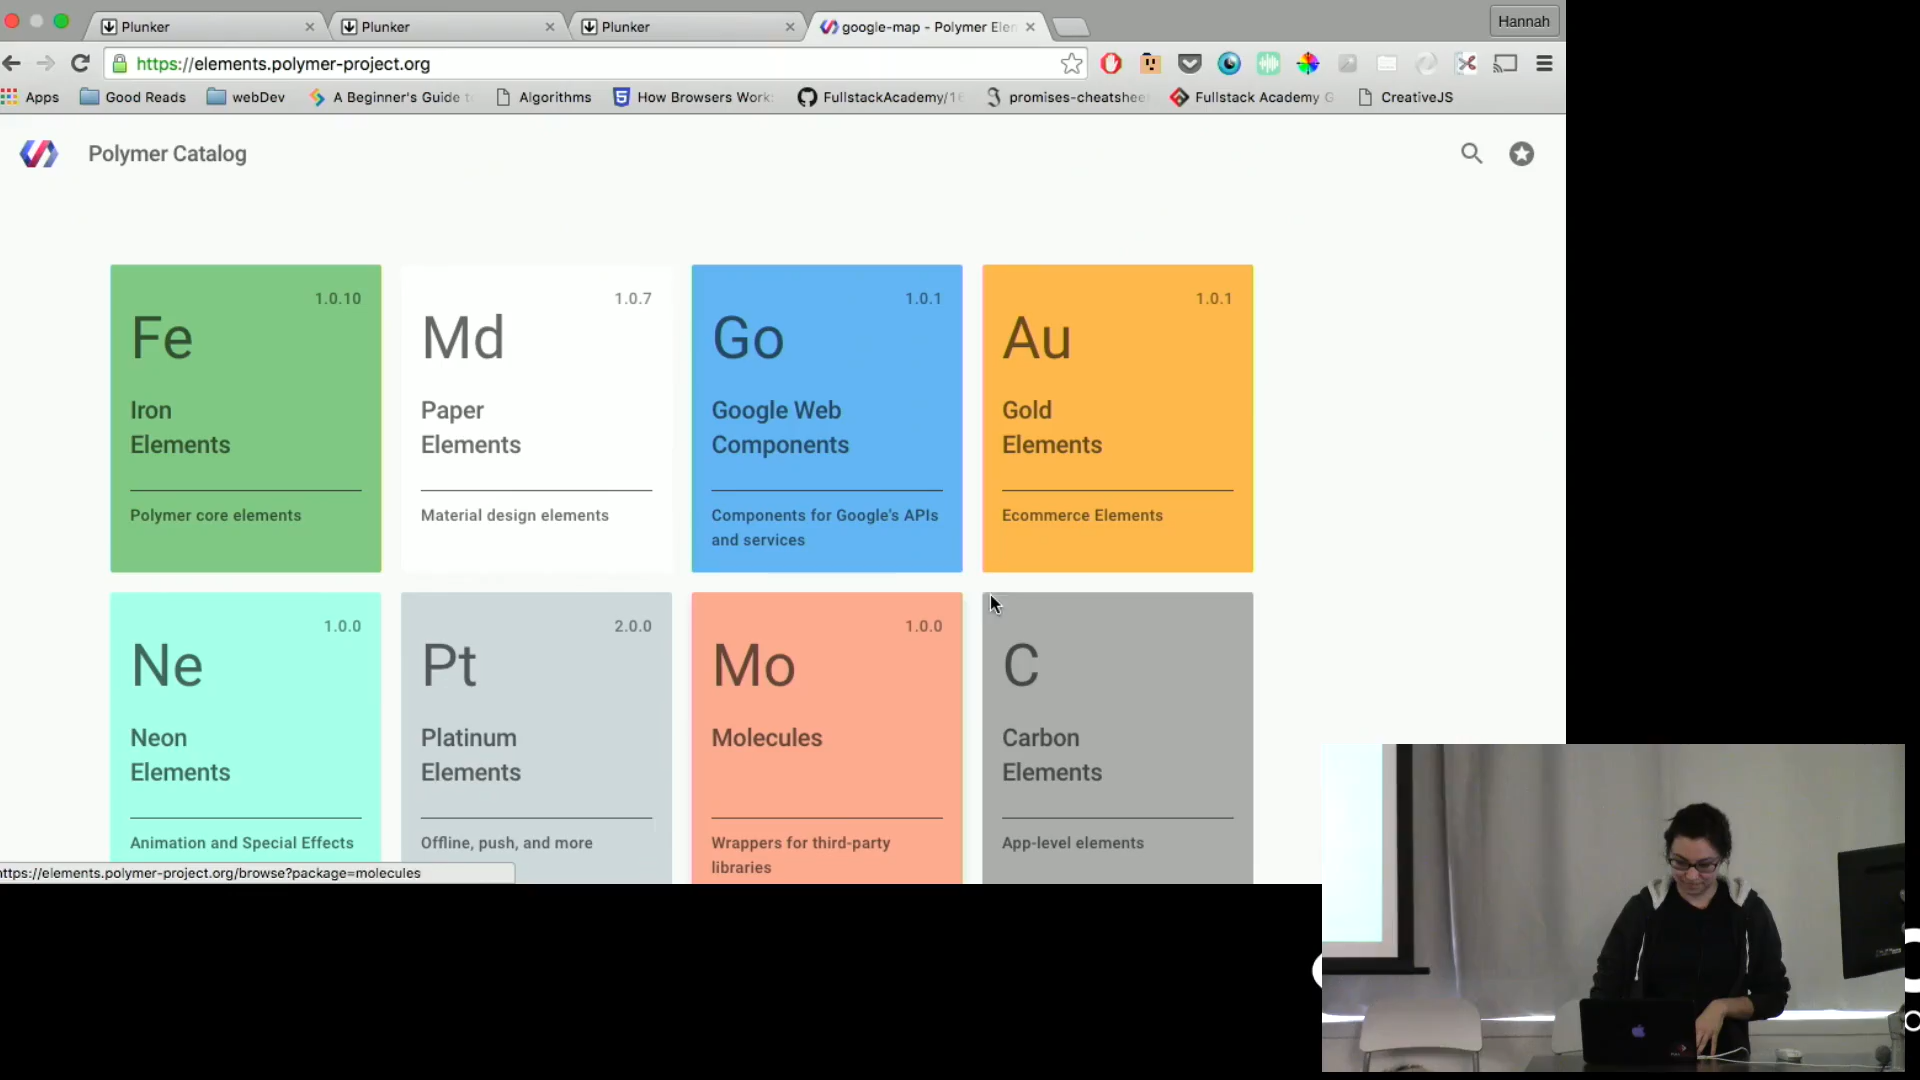 Plunker
Plunker
Plunker
google-map - Polymer Elen
Hannah
https://elements.polymer-project.org
Apps
Good Reads
webDev
A Beginner's Guide t
Algorithms
How Browsers Work:
FullstackAcademy/1
promises-cheatshee
Fullstack Academy
CreativeJS
Polymer Catalog
1.0.10
Fe
Iron
Elements
Polymer core elements
1.0.7
Md
Paper
Elements
Material design elements
1.0.1
Go
Google Web
Components
Components for Google's APIs
and services
1.0.1
Au
Gold
Elements
Ecommerce Elements
1.0.0
Ne
Neon
Elements
Animation and Special Effects
2.0.0
Pt
Platinum
Elements
Offline, push, and more
1.0.0
Mo
Molecules
Wrappers for third-party
libraries
C
Carbon
Elements
App-level elements
https://elements.polymer-project.org/browse?package=molecules